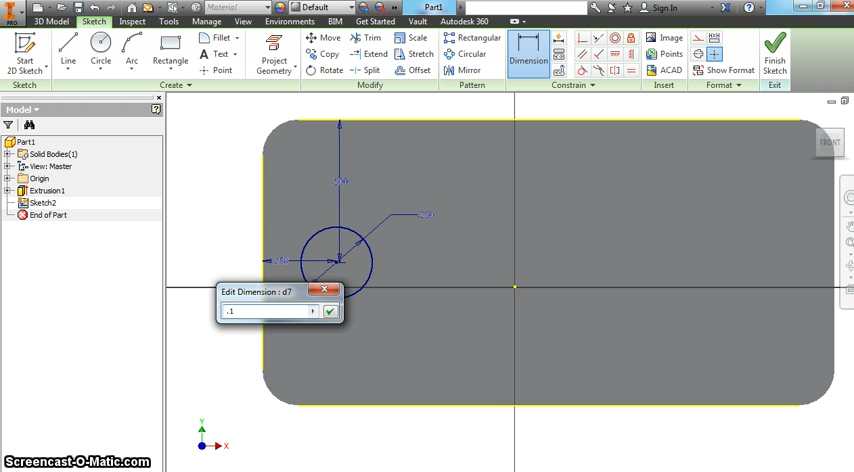 PRO
Material
Default
Part1
Sign In
3D Model Sketch Inspect Tools Manage View Environments BIM Get Started Vault Autodesk 360
Start
2D Sketch
Line
Circle
Arc
Rectangle
Fillet
Text
Point
Project
Geometry
Move
Copy
Rotate
Trim
Extend
Split
Scale
Stretch
Offset
Rectangular
Circular
Mirror
Dimension
Image
Points
ACAD
Show Format
Finish
Sketch
Sketch
Create
Modify
Pattern
Constrain
Insert
Format
Exit
Model
Part1
Solid Bodies(1)
View: Master
Origin
Extrusion1
Sketch2
End of Part
FRONT
.250
Edit Dimension : d7
.1
Y
X
Screencast-O-Matic.com